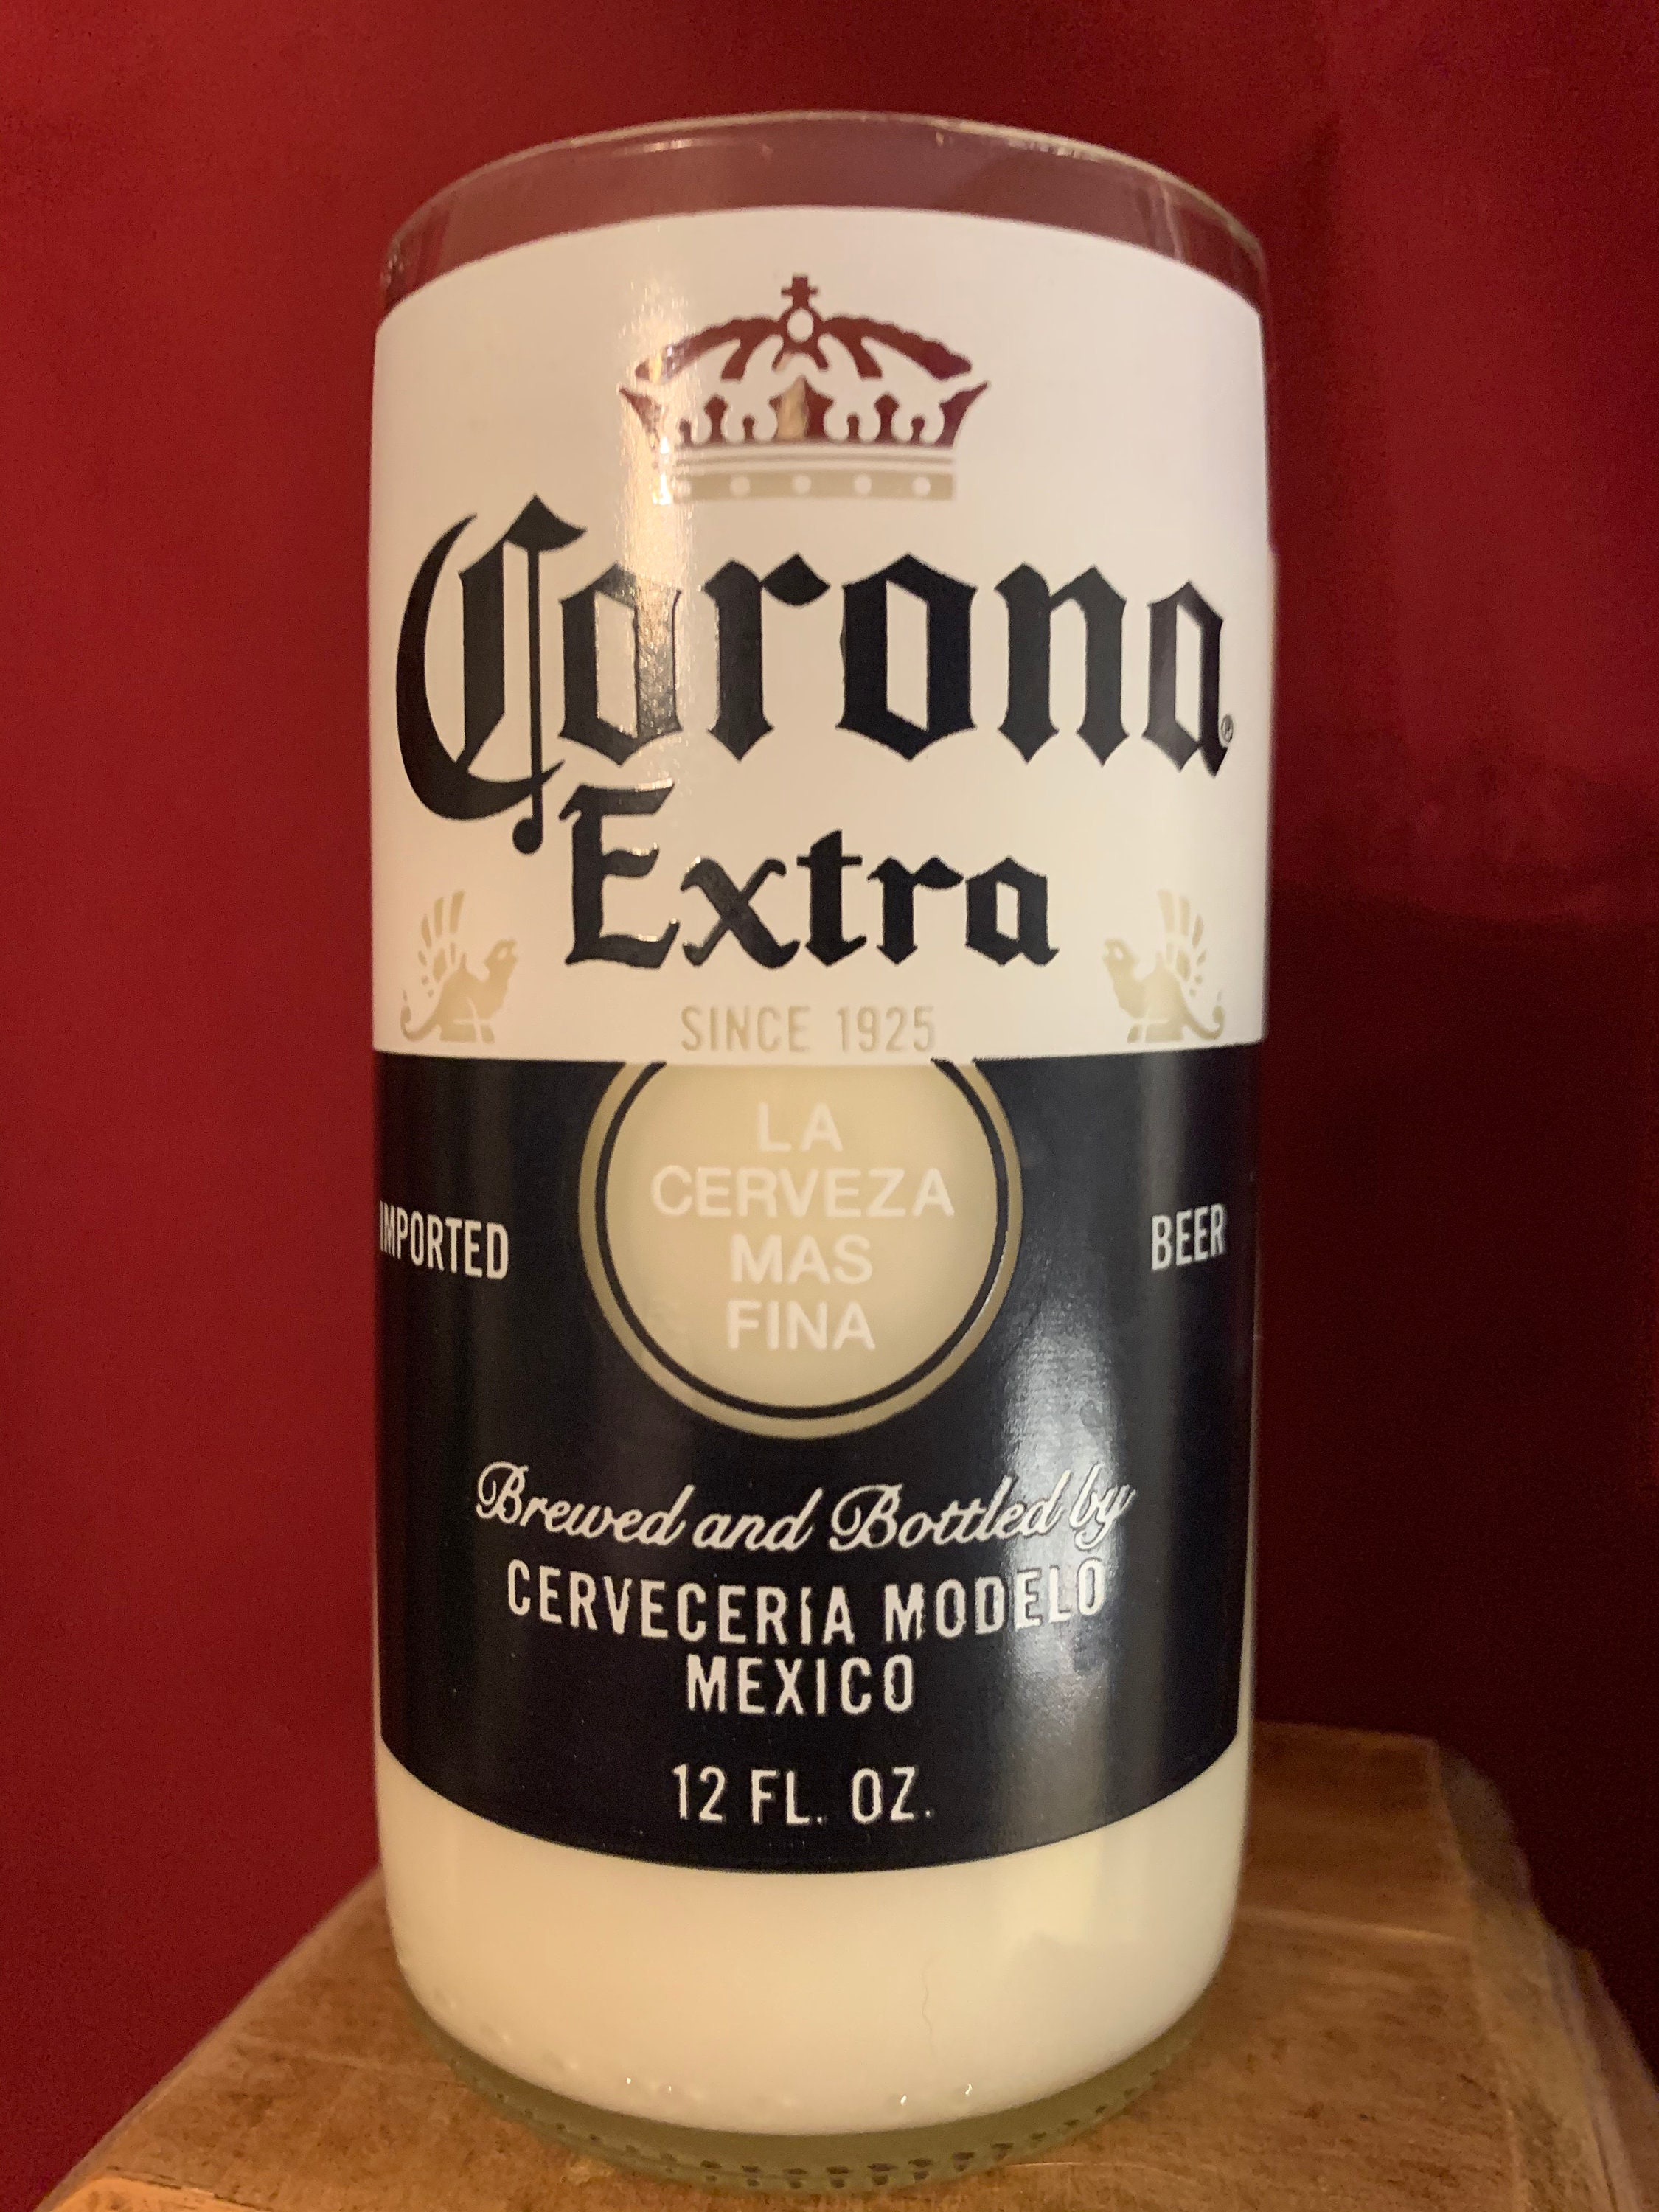 Corona
Extra
SINCE 1925
LA
CERVEZA
MAS
FINA
IMPORTED
BEER
Brewed and Bottled by
CERVECERÍA MODELO
MEXICO
12 FL. OZ.